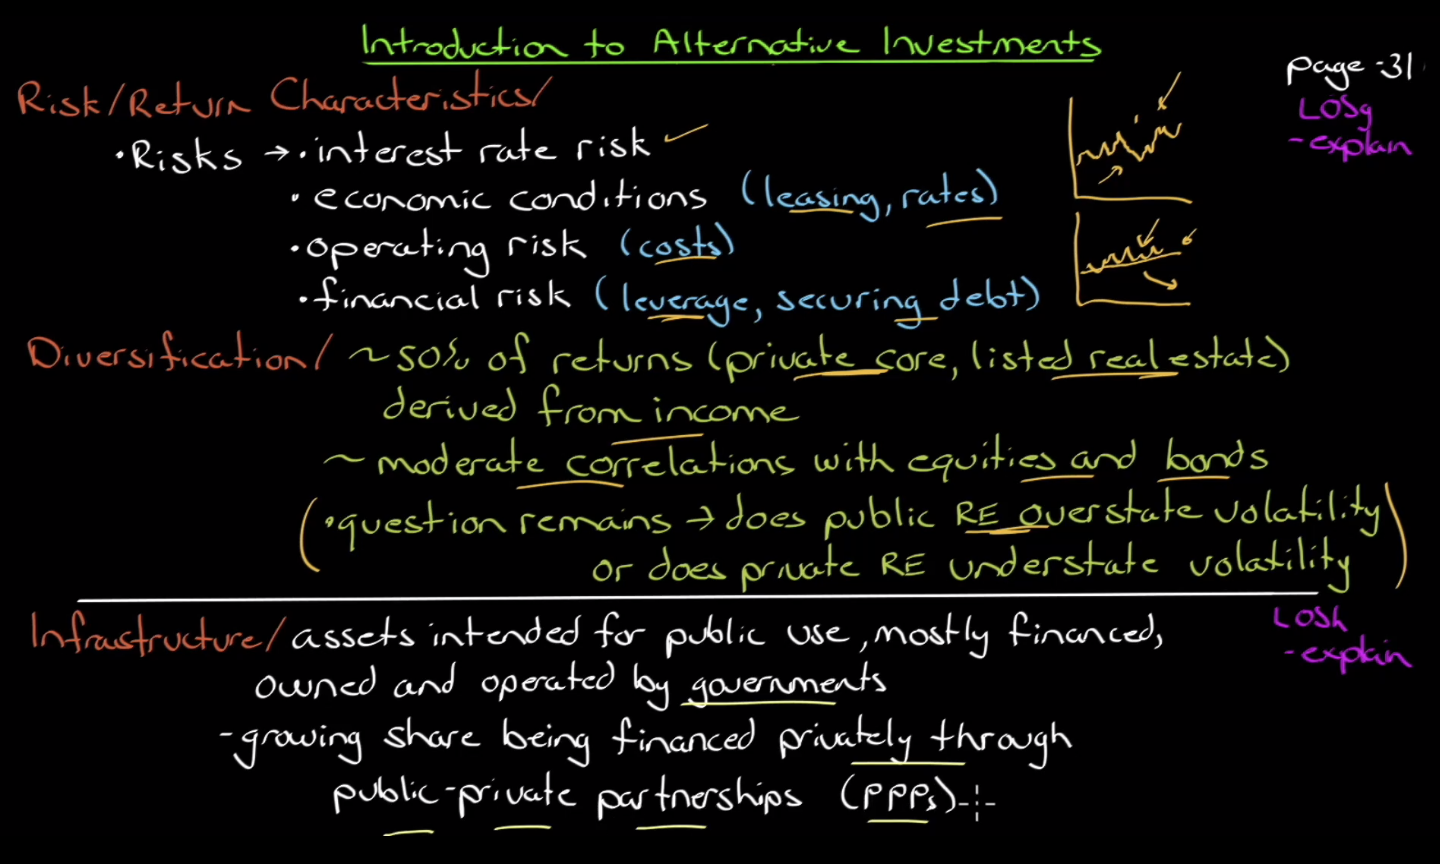 Introduction to Alternative Investments
page -31
Risk/Return Characteristics/
LOSg
-explain
•Risks → • interest rate risk
• economic conditions (leasing, rates)
• operating risk (costs)
• financial risk (leverage, securing debt)
Diversification/ ~50% of returns (private core, listed real estate)
derived from income
~ moderate correlations with equities and bonds
(•question remains → does public RE overstate volatility
or does private RE understate volatility)
LOSh
-explain
Infrastructure/ assets intended for public use, mostly financed,
owned and operated by governments
-growing share being financed privately through
public-private partnerships (PPPs)-